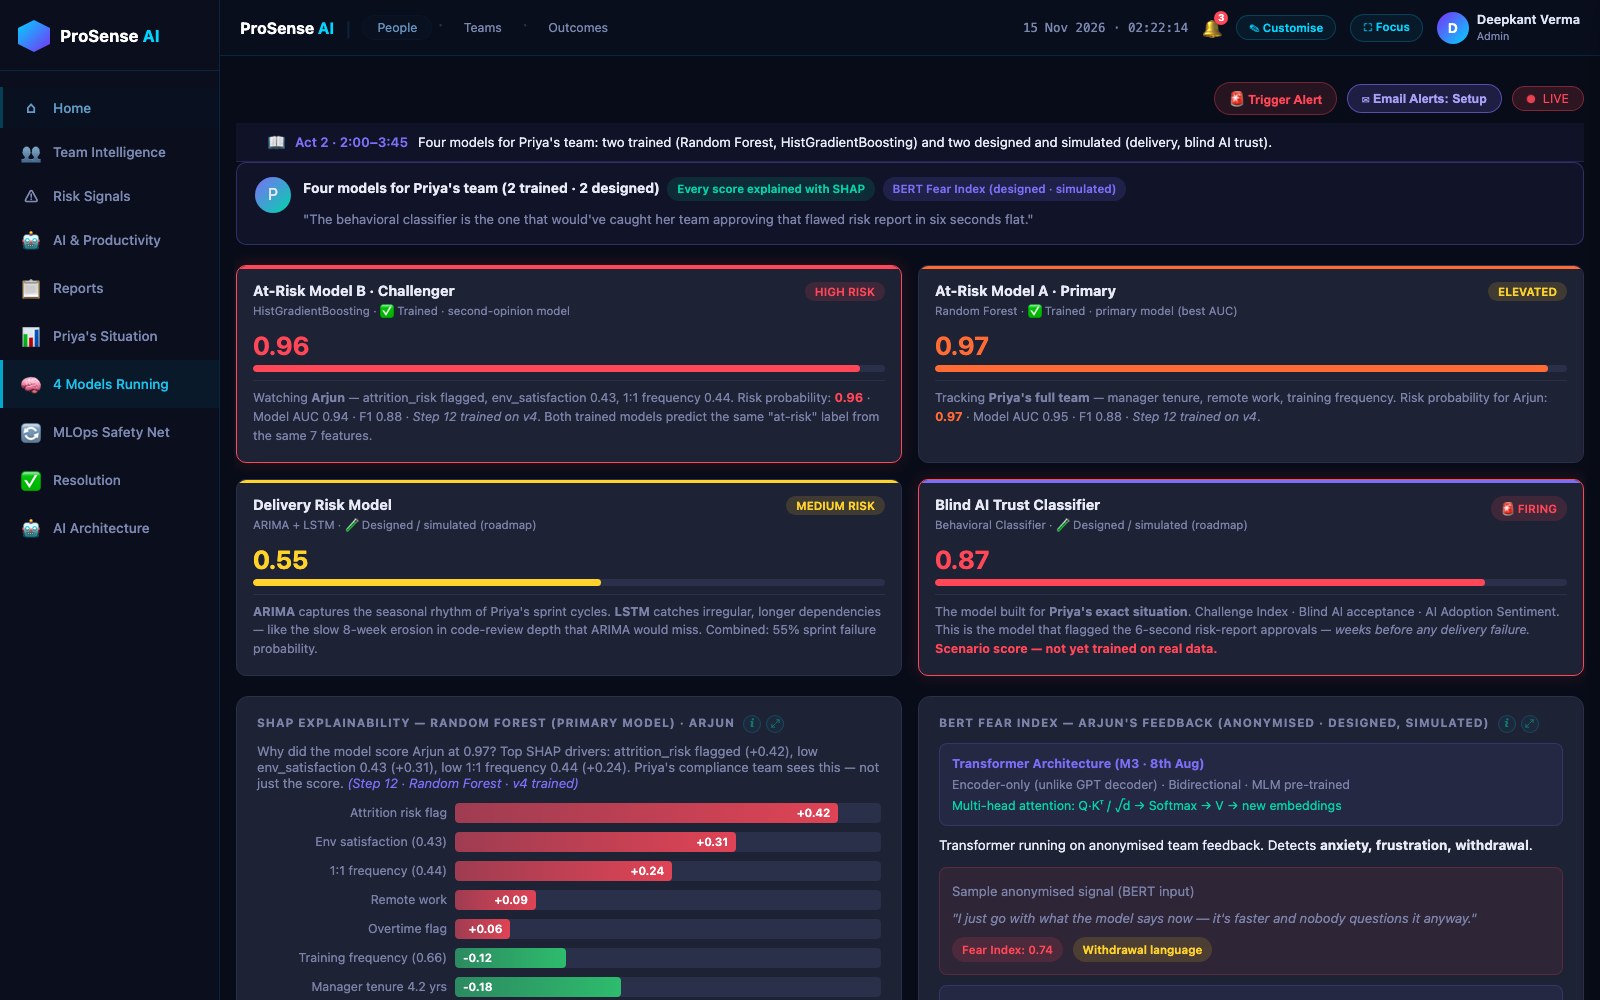 ProSense AI
Home
Team Intelligence
Risk Signals
AI & Productivity
Reports
Priya's Situation
4 Models Running
MLOps Safety Net
Resolution
AI Architecture
ProSense AI | People · Teams · Outcomes
15 Nov 2026 · 02:22:14
3
✎ Customise
⛶ Focus
D
Deepkant Verma
Admin
🚨 Trigger Alert
✉ Email Alerts: Setup
● LIVE
📖 Act 2 · 2:00–3:45 Four models for Priya's team: two trained (Random Forest, HistGradientBoosting) and two designed and simulated (delivery, blind AI trust).
P
Four models for Priya's team (2 trained · 2 designed) Every score explained with SHAP BERT Fear Index (designed · simulated)
"The behavioral classifier is the one that would've caught her team approving that flawed risk report in six seconds flat."
At-Risk Model B · Challenger
HIGH RISK
HistGradientBoosting · ✅ Trained · second-opinion model
0.96
Watching Arjun — attrition_risk flagged, env_satisfaction 0.43, 1:1 frequency 0.44. Risk probability: 0.96 ·
Model AUC 0.94 · F1 0.88 · Step 12 trained on v4. Both trained models predict the same "at-risk" label from
the same 7 features.
At-Risk Model A · Primary
ELEVATED
Random Forest · ✅ Trained · primary model (best AUC)
0.97
Tracking Priya's full team — manager tenure, remote work, training frequency. Risk probability for Arjun:
0.97 · Model AUC 0.95 · F1 0.88 · Step 12 trained on v4.
Delivery Risk Model
MEDIUM RISK
ARIMA + LSTM · 🧪 Designed / simulated (roadmap)
0.55
ARIMA captures the seasonal rhythm of Priya's sprint cycles. LSTM catches irregular, longer dependencies
— like the slow 8-week erosion in code-review depth that ARIMA would miss. Combined: 55% sprint failure
probability.
Blind AI Trust Classifier
🚨 FIRING
Behavioral Classifier · 🧪 Designed / simulated (roadmap)
0.87
The model built for Priya's exact situation. Challenge Index · Blind AI acceptance · AI Adoption Sentiment.
This is the model that flagged the 6-second risk-report approvals — weeks before any delivery failure.
Scenario score — not yet trained on real data.
SHAP EXPLAINABILITY — RANDOM FOREST (PRIMARY MODEL) · ARJUN i ⤢
Why did the model score Arjun at 0.97? Top SHAP drivers: attrition_risk flagged (+0.42), low
env_satisfaction 0.43 (+0.31), low 1:1 frequency 0.44 (+0.24). Priya's compliance team sees this — not
just the score. (Step 12 · Random Forest · v4 trained)
Attrition risk flag +0.42
Env satisfaction (0.43) +0.31
1:1 frequency (0.44) +0.24
Remote work +0.09
Overtime flag +0.06
Training frequency (0.66) -0.12
Manager tenure 4.2 yrs -0.18
BERT FEAR INDEX — ARJUN'S FEEDBACK (ANONYMISED · DESIGNED, SIMULATED) i ⤢
Transformer Architecture (M3 · 8th Aug)
Encoder-only (unlike GPT decoder) · Bidirectional · MLM pre-trained
Multi-head attention: Q·Kᵀ / √d → Softmax → V → new embeddings
Transformer running on anonymised team feedback. Detects anxiety, frustration, withdrawal.
Sample anonymised signal (BERT input)
"I just go with what the model says now — it's faster and nobody questions it anyway."
Fear Index: 0.74 Withdrawal language